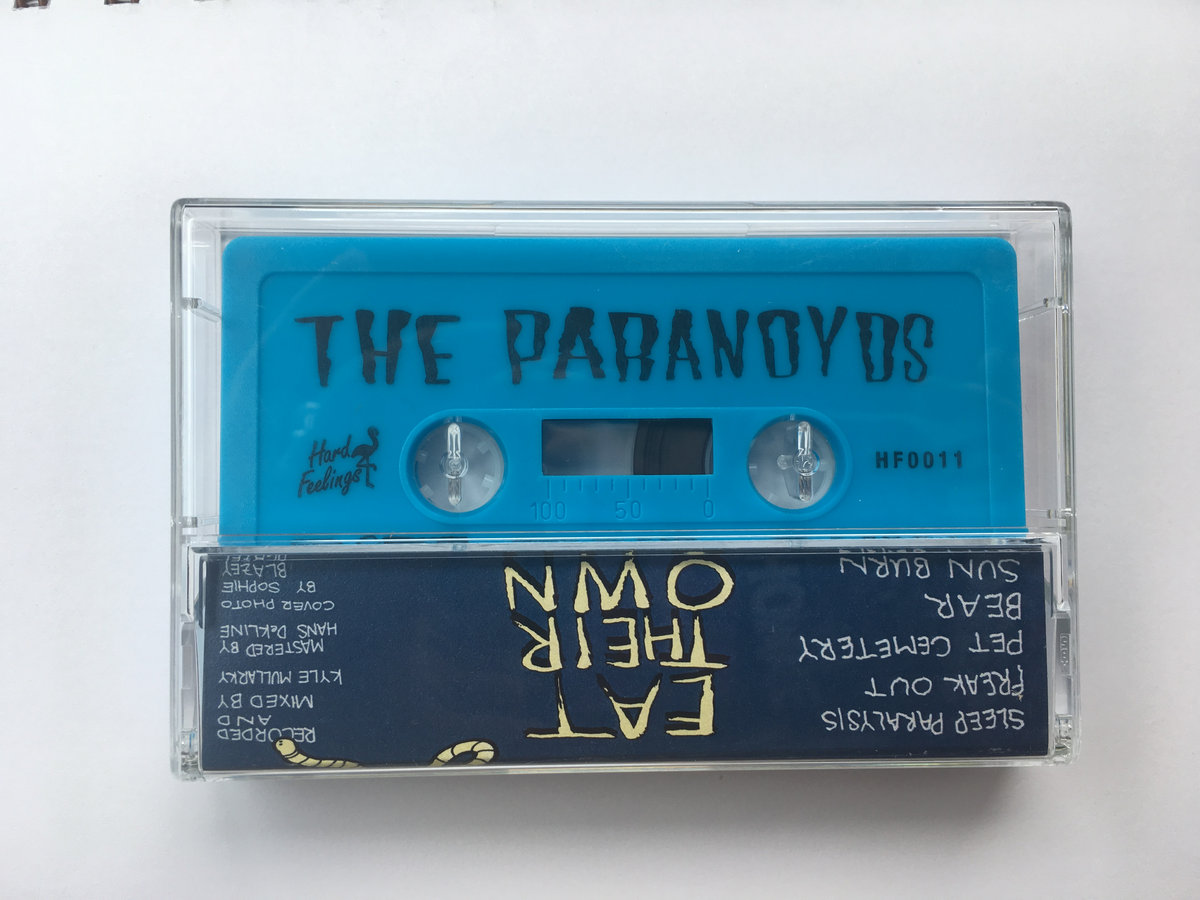 THE PARANOYDS
Hard
Feelings
HF0011
100 50 0
EAT
THEIR
OWN
SLEEP PARALYSIS
FREAK OUT
PET CEMETERY
BEAR
SUN BURN
RECORDED
AND
MIXED BY
KYLE MULLARKY
MASTERED BY
HANS DeKLINE
COVER PHOTO
BY SOPHIE
BLAZEY